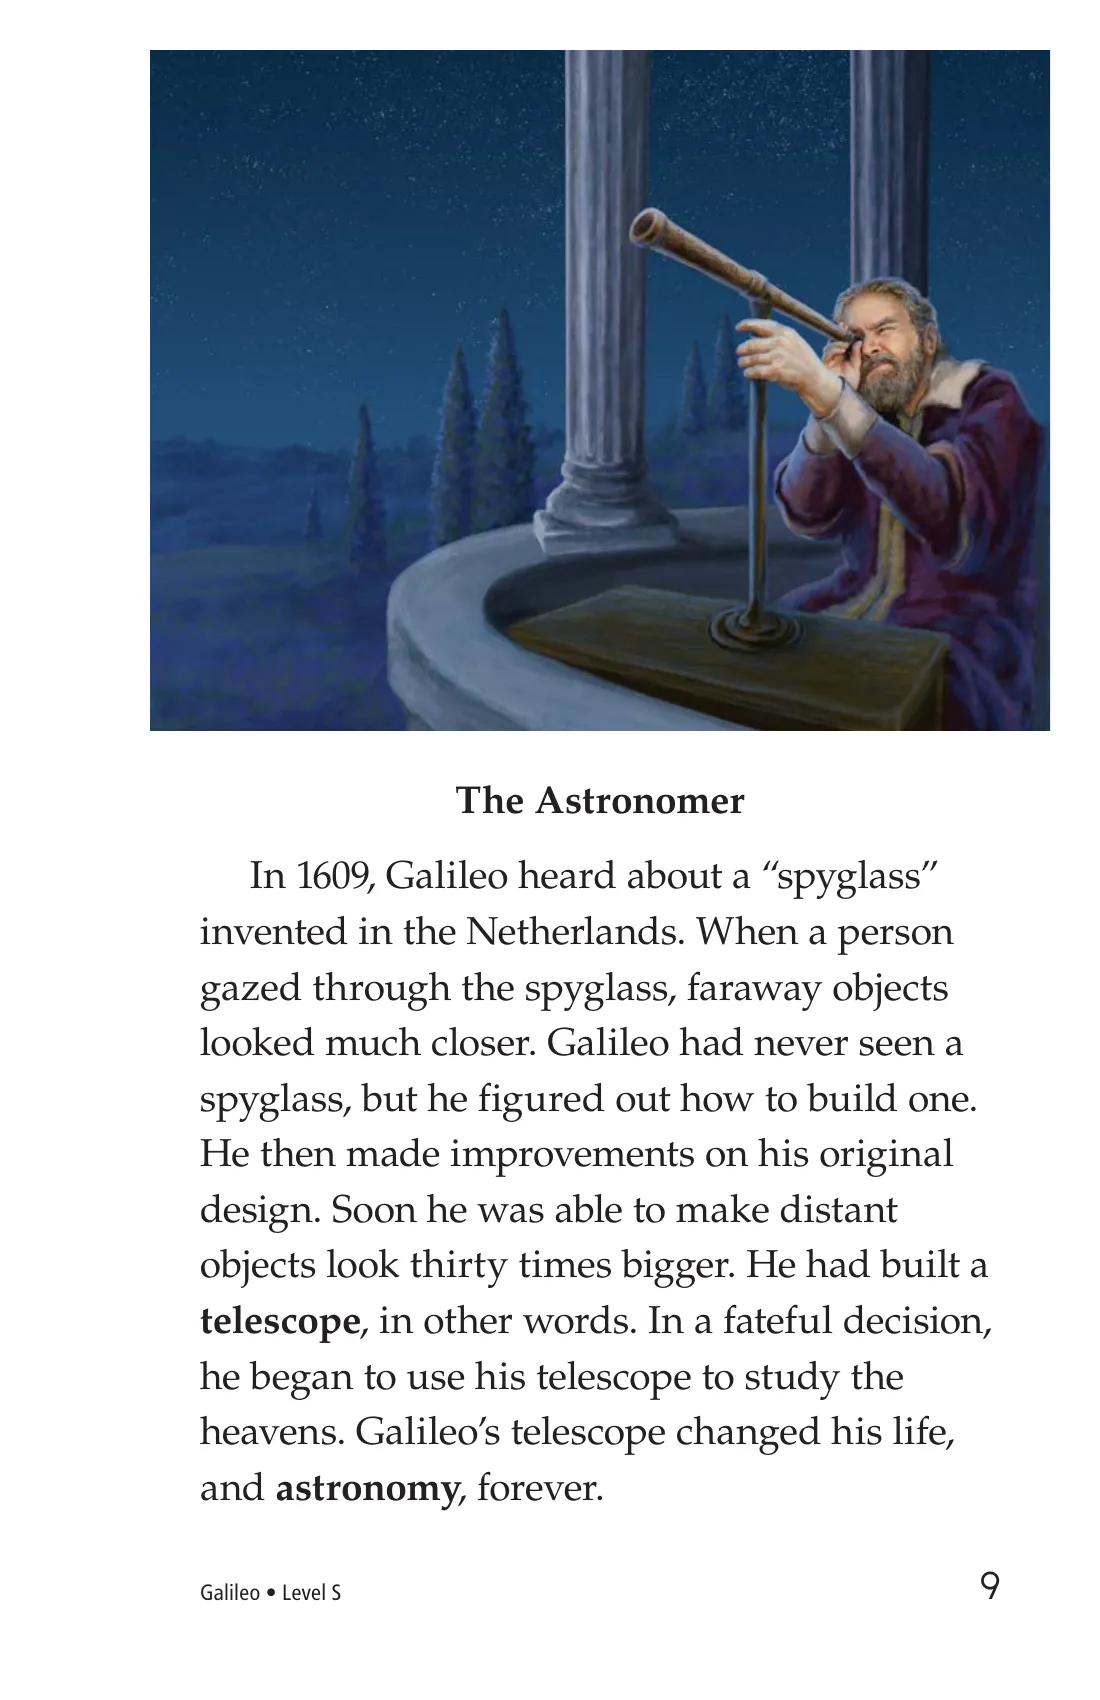 The Astronomer
In 1609, Galileo heard about a “spyglass”
invented in the Netherlands. When a person
gazed through the spyglass, faraway objects
looked much closer. Galileo had never seen a
spyglass, but he figured out how to build one.
He then made improvements on his original
design. Soon he was able to make distant
objects look thirty times bigger. He had built a
telescope, in other words. In a fateful decision,
he began to use his telescope to study the
heavens. Galileo’s telescope changed his life,
and astronomy, forever.
Galileo • Level S
9